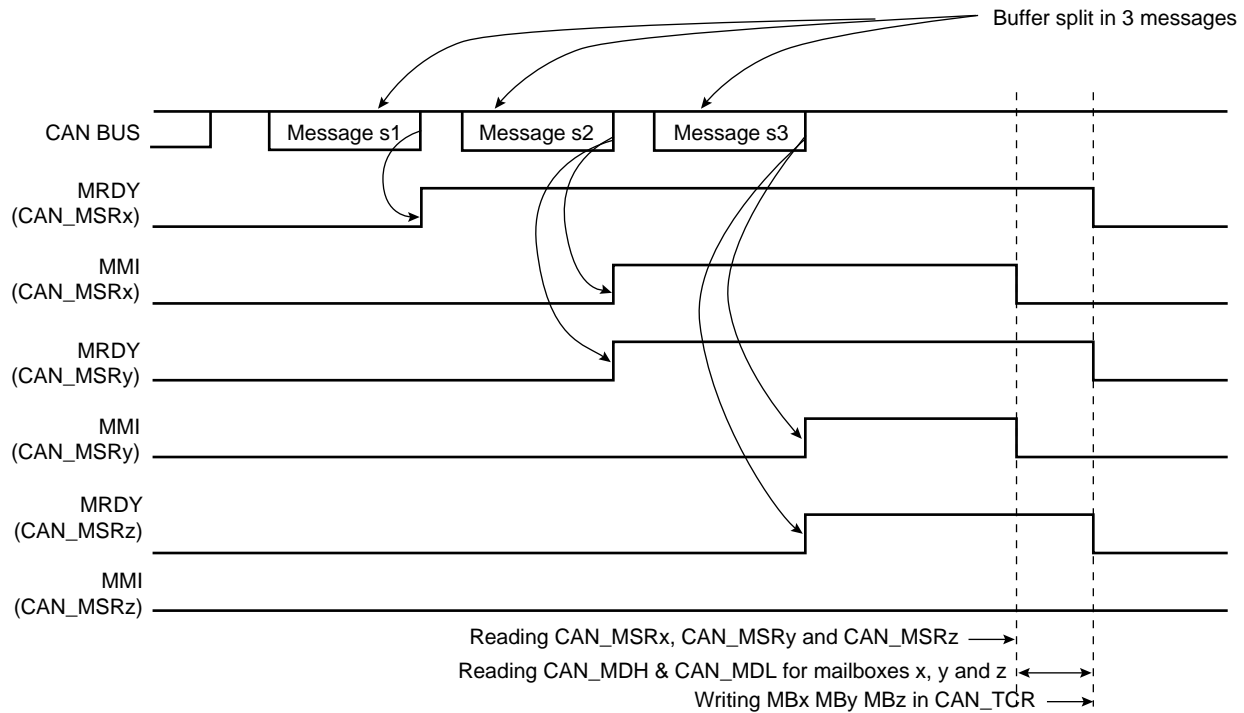 Buffer split in 3 messages
CAN BUS
Message s1
Message s2
Message s3
MRDY
(CAN_MSRx)
MMI
(CAN_MSRx)
MRDY
(CAN_MSRy)
MMI
(CAN_MSRy)
MRDY
(CAN_MSRz)
MMI
(CAN_MSRz)
Reading CAN_MSRx, CAN_MSRy and CAN_MSRz
Reading CAN_MDH & CAN_MDL for mailboxes x, y and z
Writing MBx MBy MBz in CAN_TCR